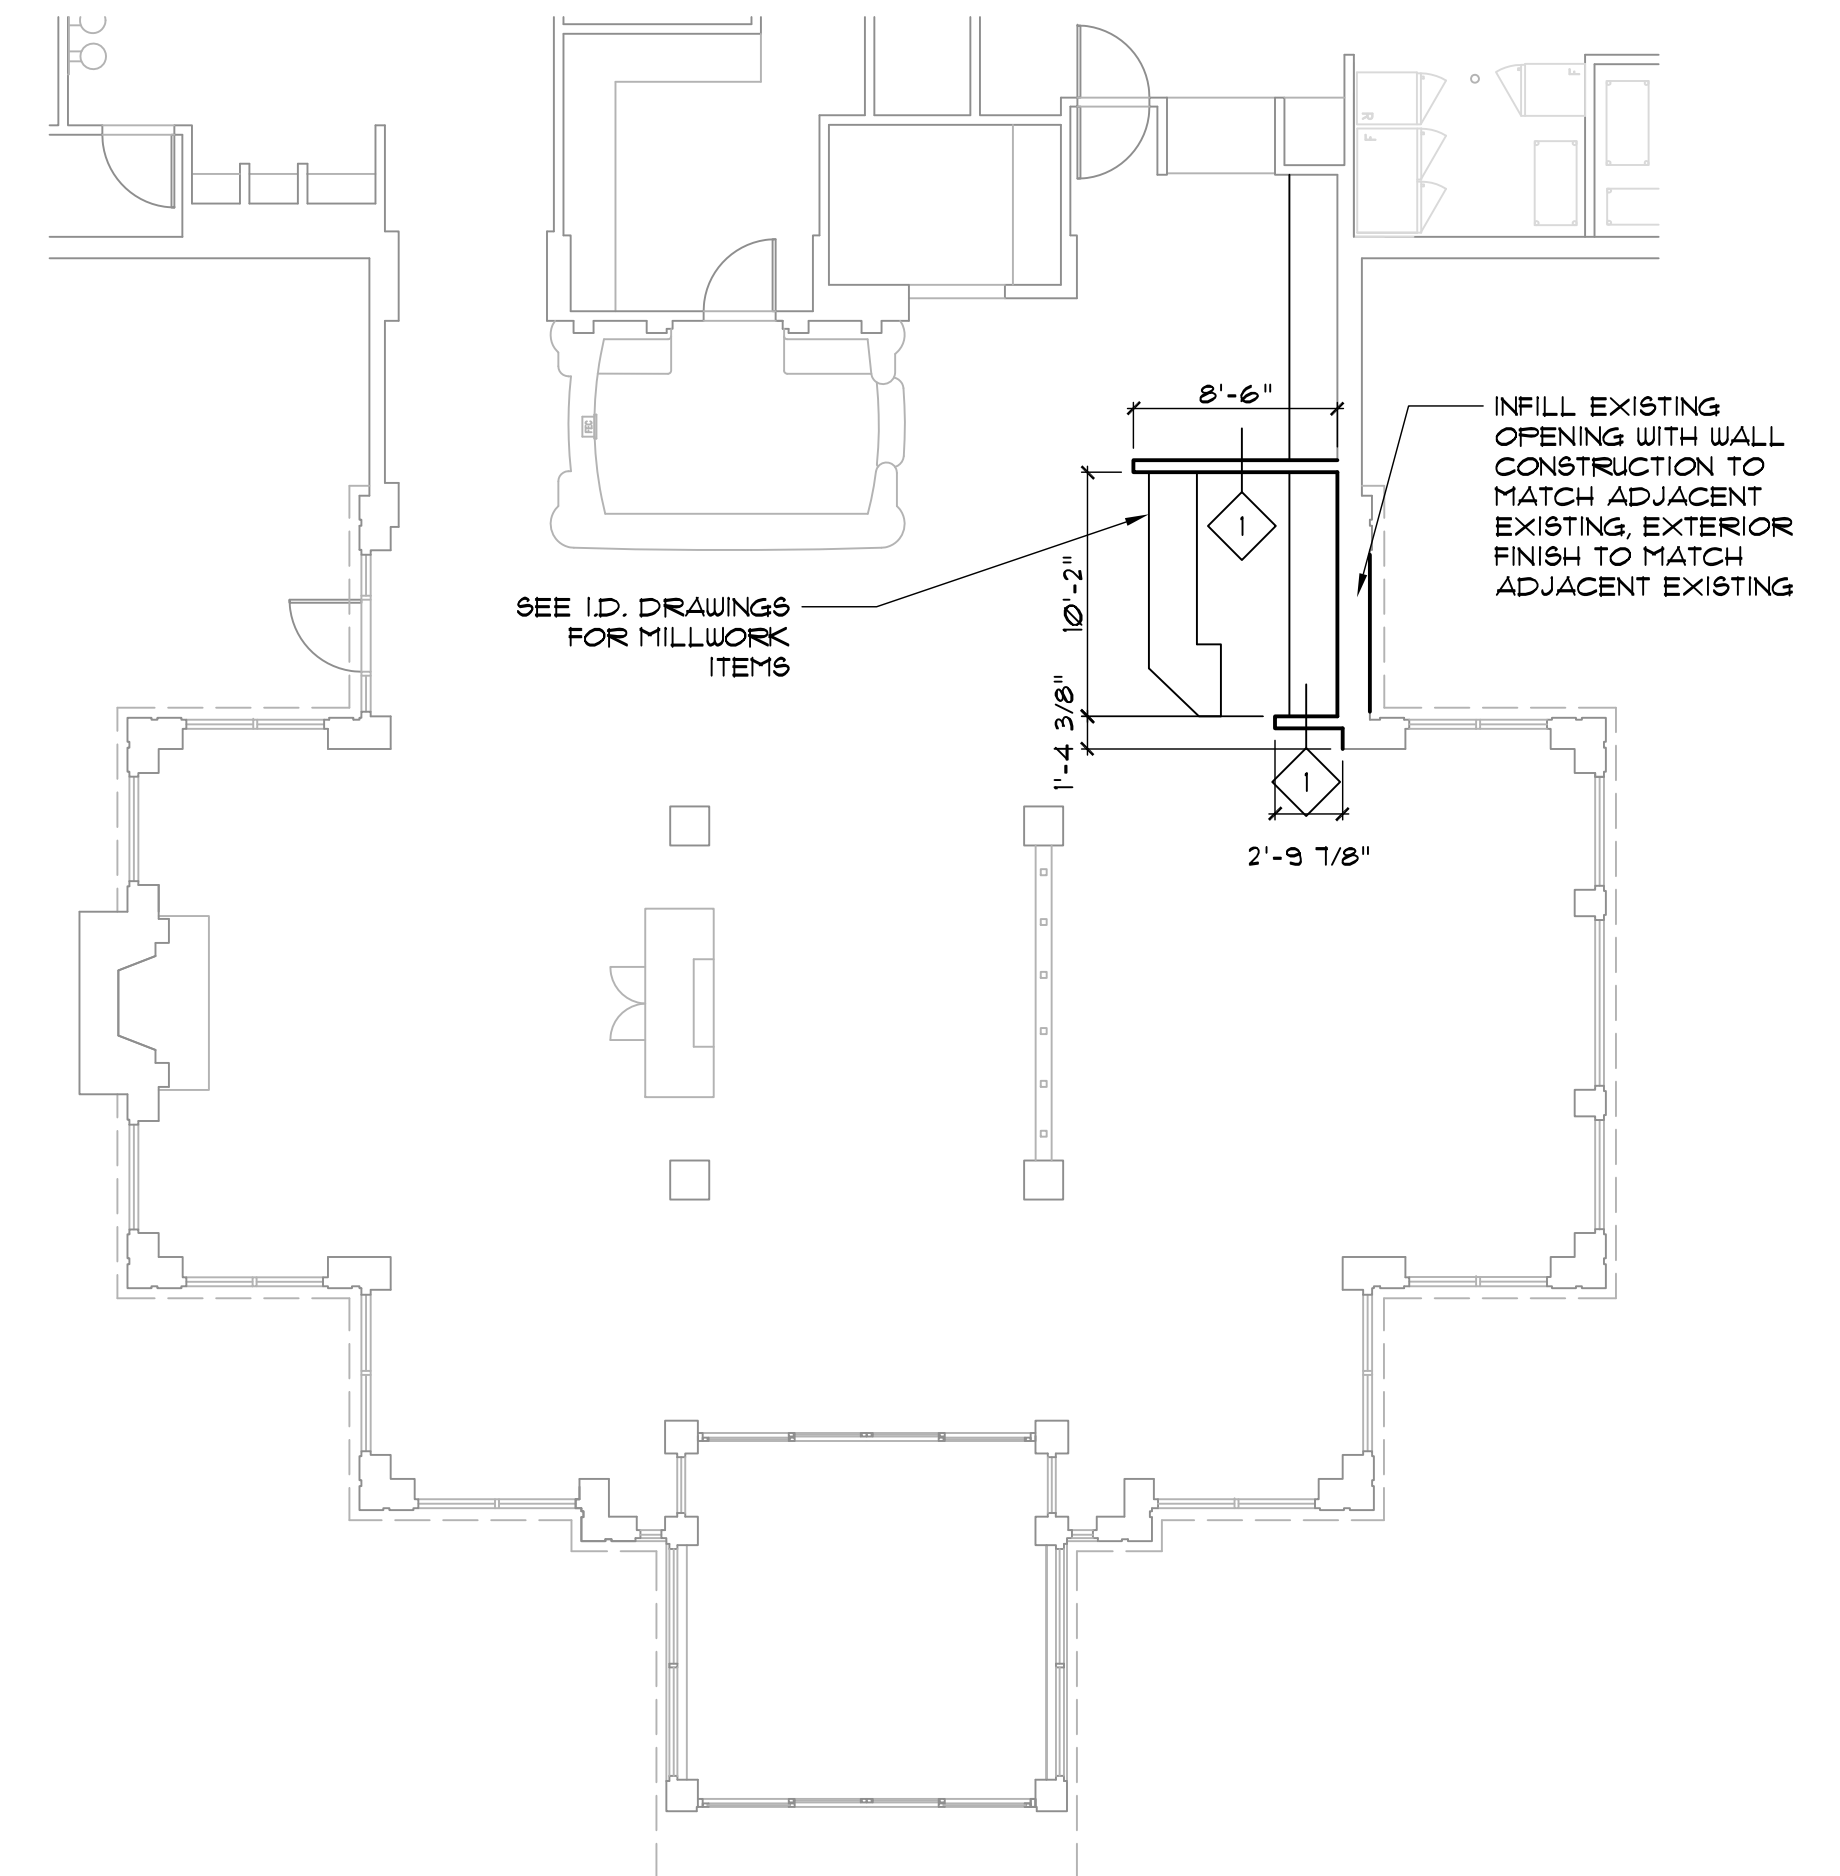 R
F
F
8'-6"
FEC
INFILL EXISTING
OPENING WITH WALL
CONSTRUCTION TO
MATCH ADJACENT
EXISTING, EXTERIOR
FINISH TO MATCH
ADJACENT EXISTING
1
10'-2"
SEE I.D. DRAWINGS
FOR MILLWORK
ITEMS
1'-4 3/8"
1
2'-9 7/8"